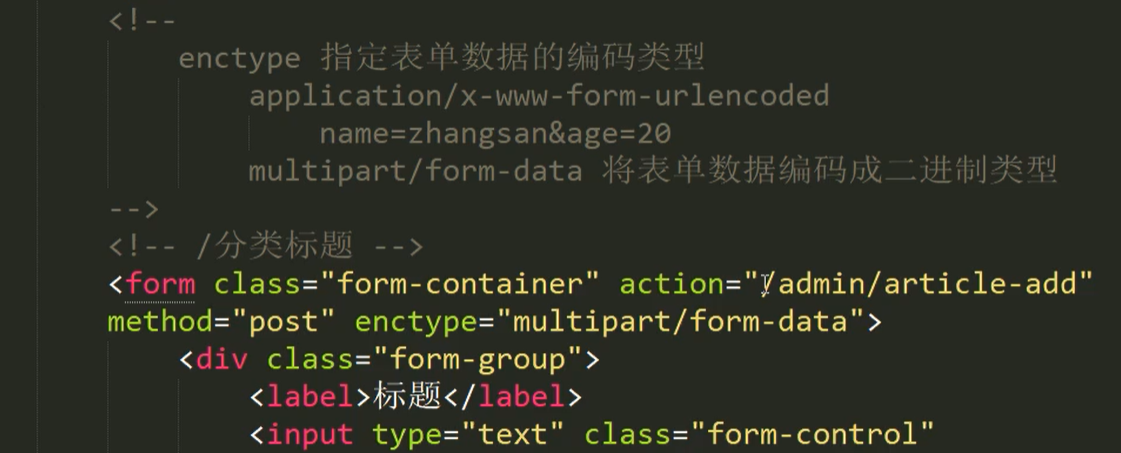 <!--
enctype 指定表单数据的编码类型
application/x-www-form-urlencoded
name=zhangsan&age=20
multipart/form-data 将表单数据编码成二进制类型
-->
<!-- /分类标题 -->
<form class="form-container" action="/admin/article-add"
method="post" enctype="multipart/form-data">
<div class="form-group">
<label>标题</label>
<input type="text" class="form-control"